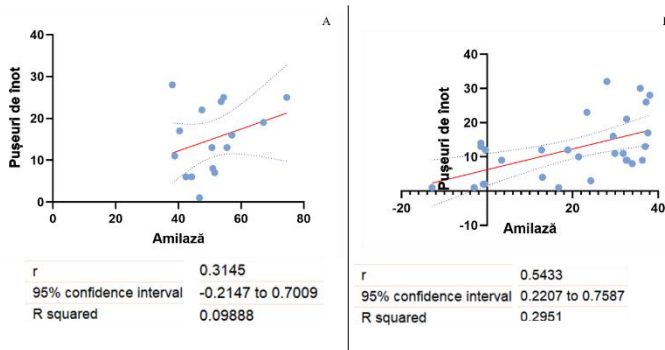 A
Pușeuri de înot
40
30
20
10
0
0
20
40
60
80
Amilază
r 0.3145
95% confidence interval -0.2147 to 0.7009
R squared 0.09888
Pușeuri de înot
40
30
20
10
-10
-20
0
20
40
Amilază
r 0.5433
95% confidence interval 0.2207 to 0.7587
R squared 0.2951